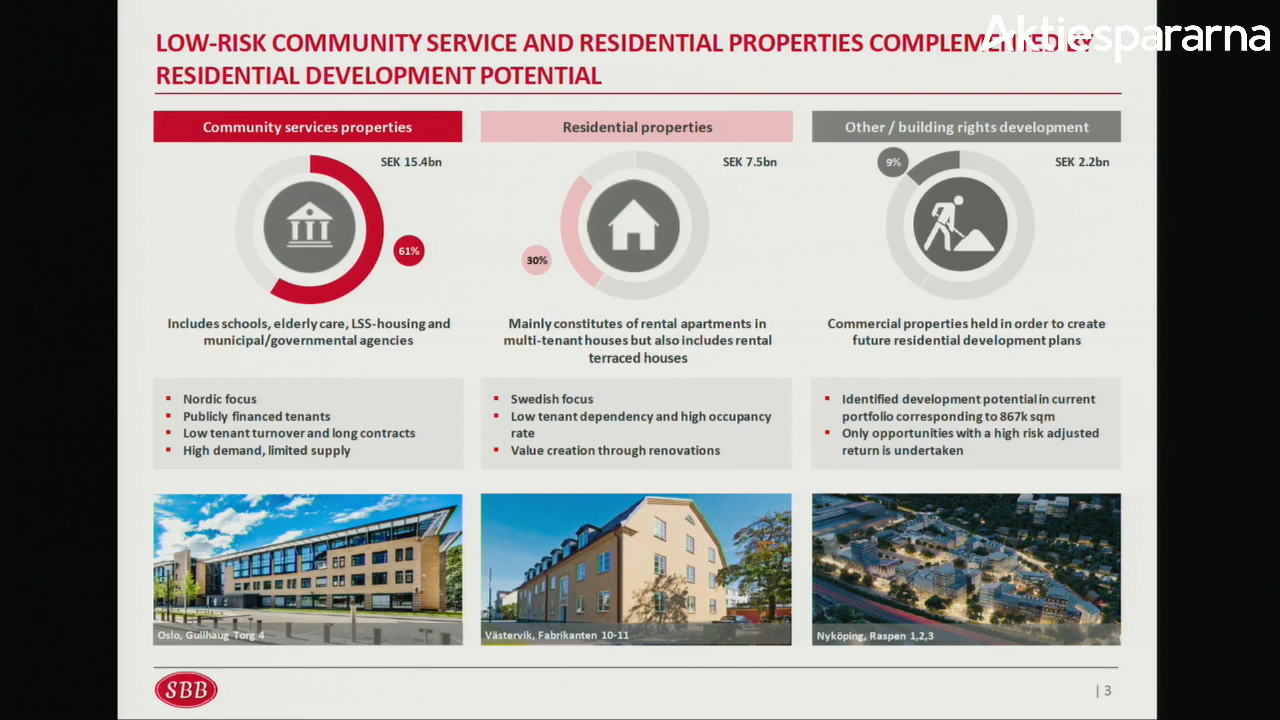 Aktiespararna
LOW-RISK COMMUNITY SERVICE AND RESIDENTIAL PROPERTIES
RESIDENTIAL DEVELOPMENT POTENTIAL
Community services properties
SEK 15.4bn
61%
Includes schools, elderly care, LSS-housing and
municipal/governmental agencies
Nordic focus
Publicly financed tenants
Low tenant turnover and long contracts
High demand, limited supply
Oslo, Gullhaug Torg 4
Residential properties
SEK 7.5bn
30%
Mainly constitutes of rental apartments in
multi-tenant houses but also includes rental
terraced houses
Swedish focus
Low tenant dependency and high occupancy
rate
Value creation through renovations
Västervik, Fabrikanten 10-11
Other / building rights development
9%
SEK 2.2bn
Commercial properties held in order to create
future residential development plans
Identified development potential in current
portfolio corresponding to 867k sqm
Only opportunities with a high risk adjusted
return is undertaken
Nyköping, Raspen 1,2,3
SBB
| 3